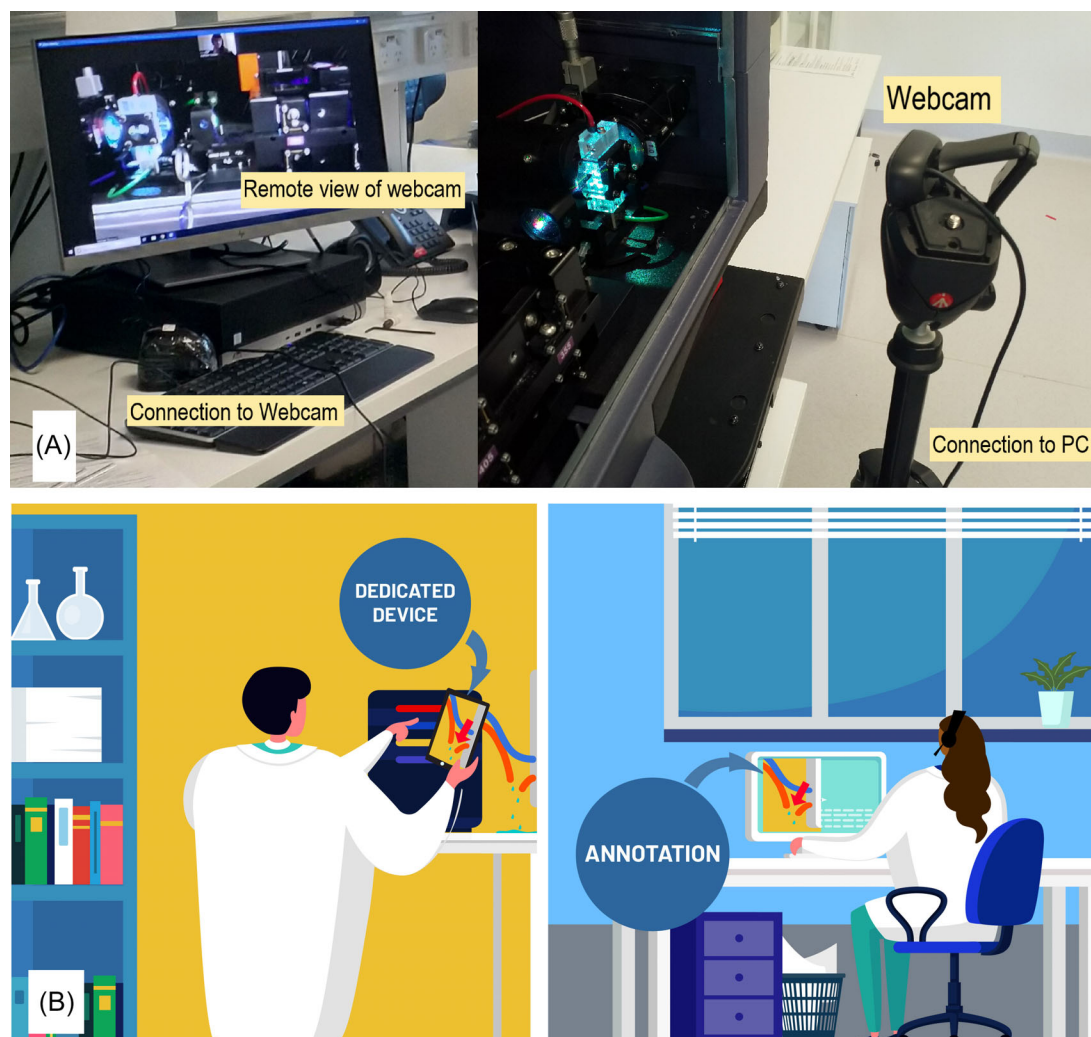 Remote view of webcam
Connection to Webcam
(A)
Webcam
Connection to PC
DEDICATED
DEVICE
ANNOTATION
(B)